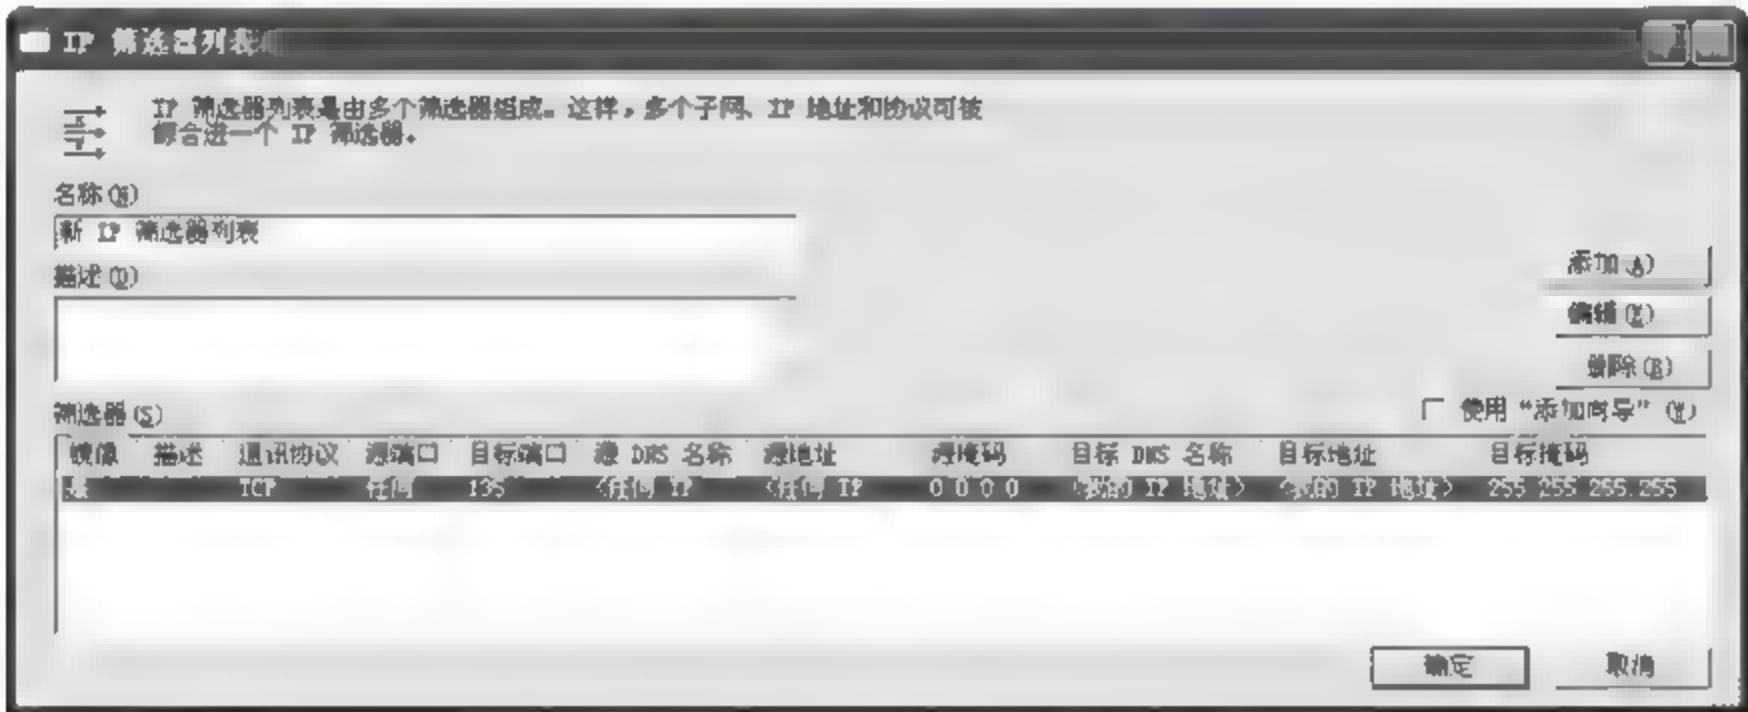 IP 筛选器列表
IP 筛选器列表是由多个筛选器组成。这样，多个子网、IP 地址和协议可被
综合进一个 IP 筛选器。
名称(N)
新 IP 筛选器列表
描述(D)
添加(A)
编辑(E)
删除(R)
筛选器(S)
使用“添加向导”(W)
镜像 描述 通讯协议 源端口 目标端口 源 DNS 名称 源地址 源掩码 目标 DNS 名称 目标地址 目标掩码
是 TCP 任何 135 <任何 IP <任何 IP 0 0 0 0 <我的 IP 地址> <我的 IP 地址> 255 255 255.255
确定 取消